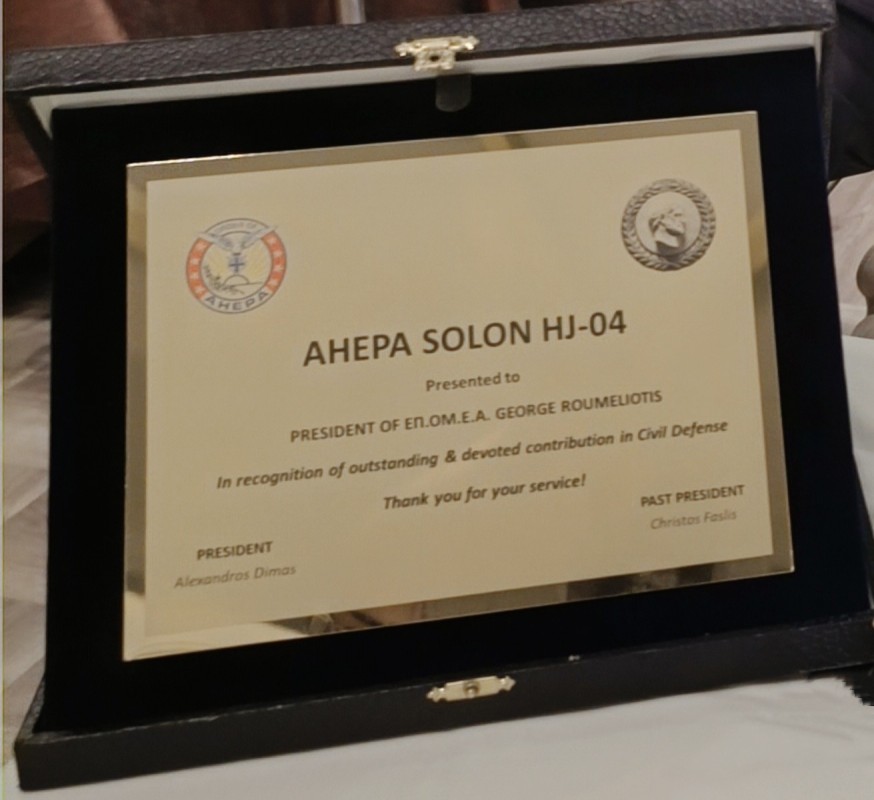 AHEPA
AHEPA SOLON HJ-04
Presented to
PRESIDENT OF ΕΠ.ΟΜ.Ε.Α. GEORGE ROUMELIOTIS
In recognition of outstanding & devoted contribution in Civil Defense
Thank you for your service!
PRESIDENT
Alexandros Dimas
PAST PRESIDENT
Christos Faslis